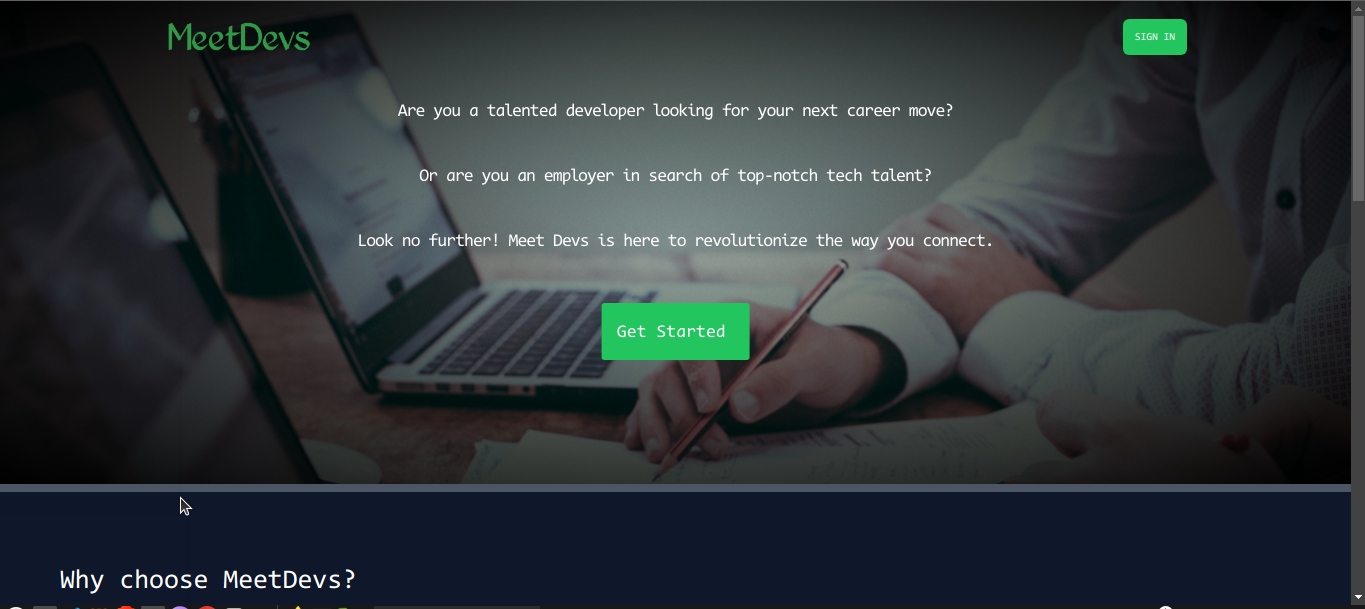 MeetDevs
SIGN IN
Are you a talented developer looking for your next career move?
Or are you an employer in search of top-notch tech talent?
Look no further! Meet Devs is here to revolutionize the way you connect.
Get Started
Why choose MeetDevs?